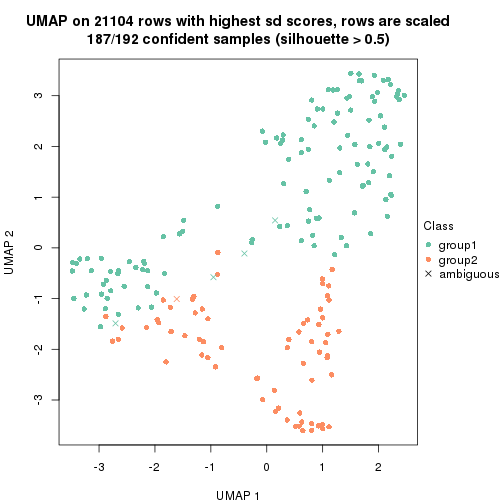 UMAP on 21104 rows with highest sd scores, rows are scaled
187/192 confident samples (silhouette > 0.5)
3
2
1
0
-1
-2
-3
UMAP 2
-3
-2
-1
0
1
2
UMAP 1
Class
group1
group2
ambiguous